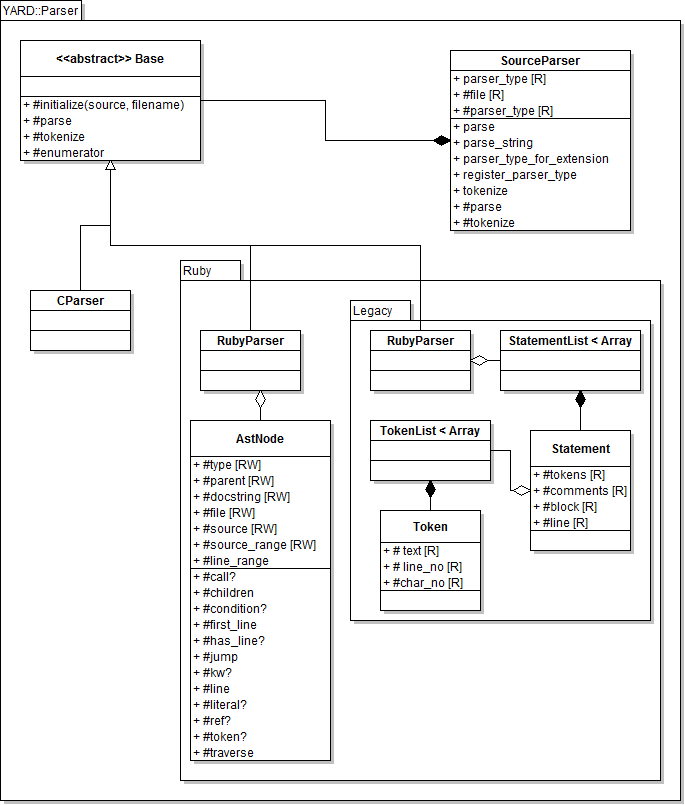 YARD::Parser
<<abstract>> Base
+ #initialize(source, filename)
+ #parse
+ #tokenize
+ #enumerator
SourceParser
+ parser_type [R]
+ #file [R]
+ #parser_type [R]
+ parse
+ parse_string
+ parser_type_for_extension
+ register_parser_type
+ tokenize
+ #parse
+ #tokenize
CParser
Ruby
RubyParser
AstNode
+ #type [RW]
+ #parent [RW]
+ #docstring [RW]
+ #file [RW]
+ #source [RW]
+ #source_range [RW]
+ #line_range
+ #call?
+ #children
+ #condition?
+ #first_line
+ #has_line?
+ #jump
+ #kw?
+ #line
+ #literal?
+ #ref?
+ #token?
+ #traverse
Legacy
RubyParser
StatementList < Array
TokenList < Array
Statement
+ #tokens [R]
+ #comments [R]
+ #block [R]
+ #line [R]
Token
+ # text [R]
+ # line_no [R]
+ #char_no [R]